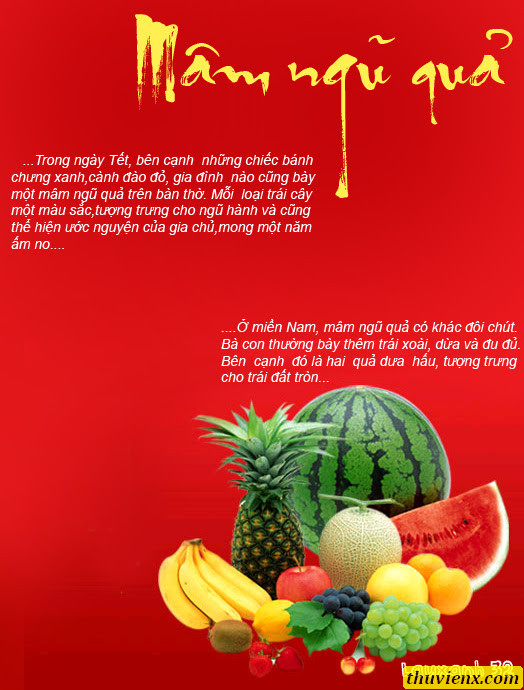 Mâm ngũ quả
...Trong ngày Tết, bên cạnh những chiếc bánh
chưng xanh,cành đào đỏ, gia đình nào cũng bày
một mâm ngũ quả trên bàn thờ. Mỗi loại trái cây
một màu sắc,tượng trưng cho ngũ hành và cũng
thể hiện ước nguyện của gia chủ,mong một năm
ấm no....
....Ở miền Nam, mâm ngũ quả có khác đôi chút.
Bà con thường bày thêm trái xoài, dừa và đu đủ.
Bên cạnh đó là hai quả dưa hấu, tượng trưng
cho trái đất tròn...
thuvienx.com